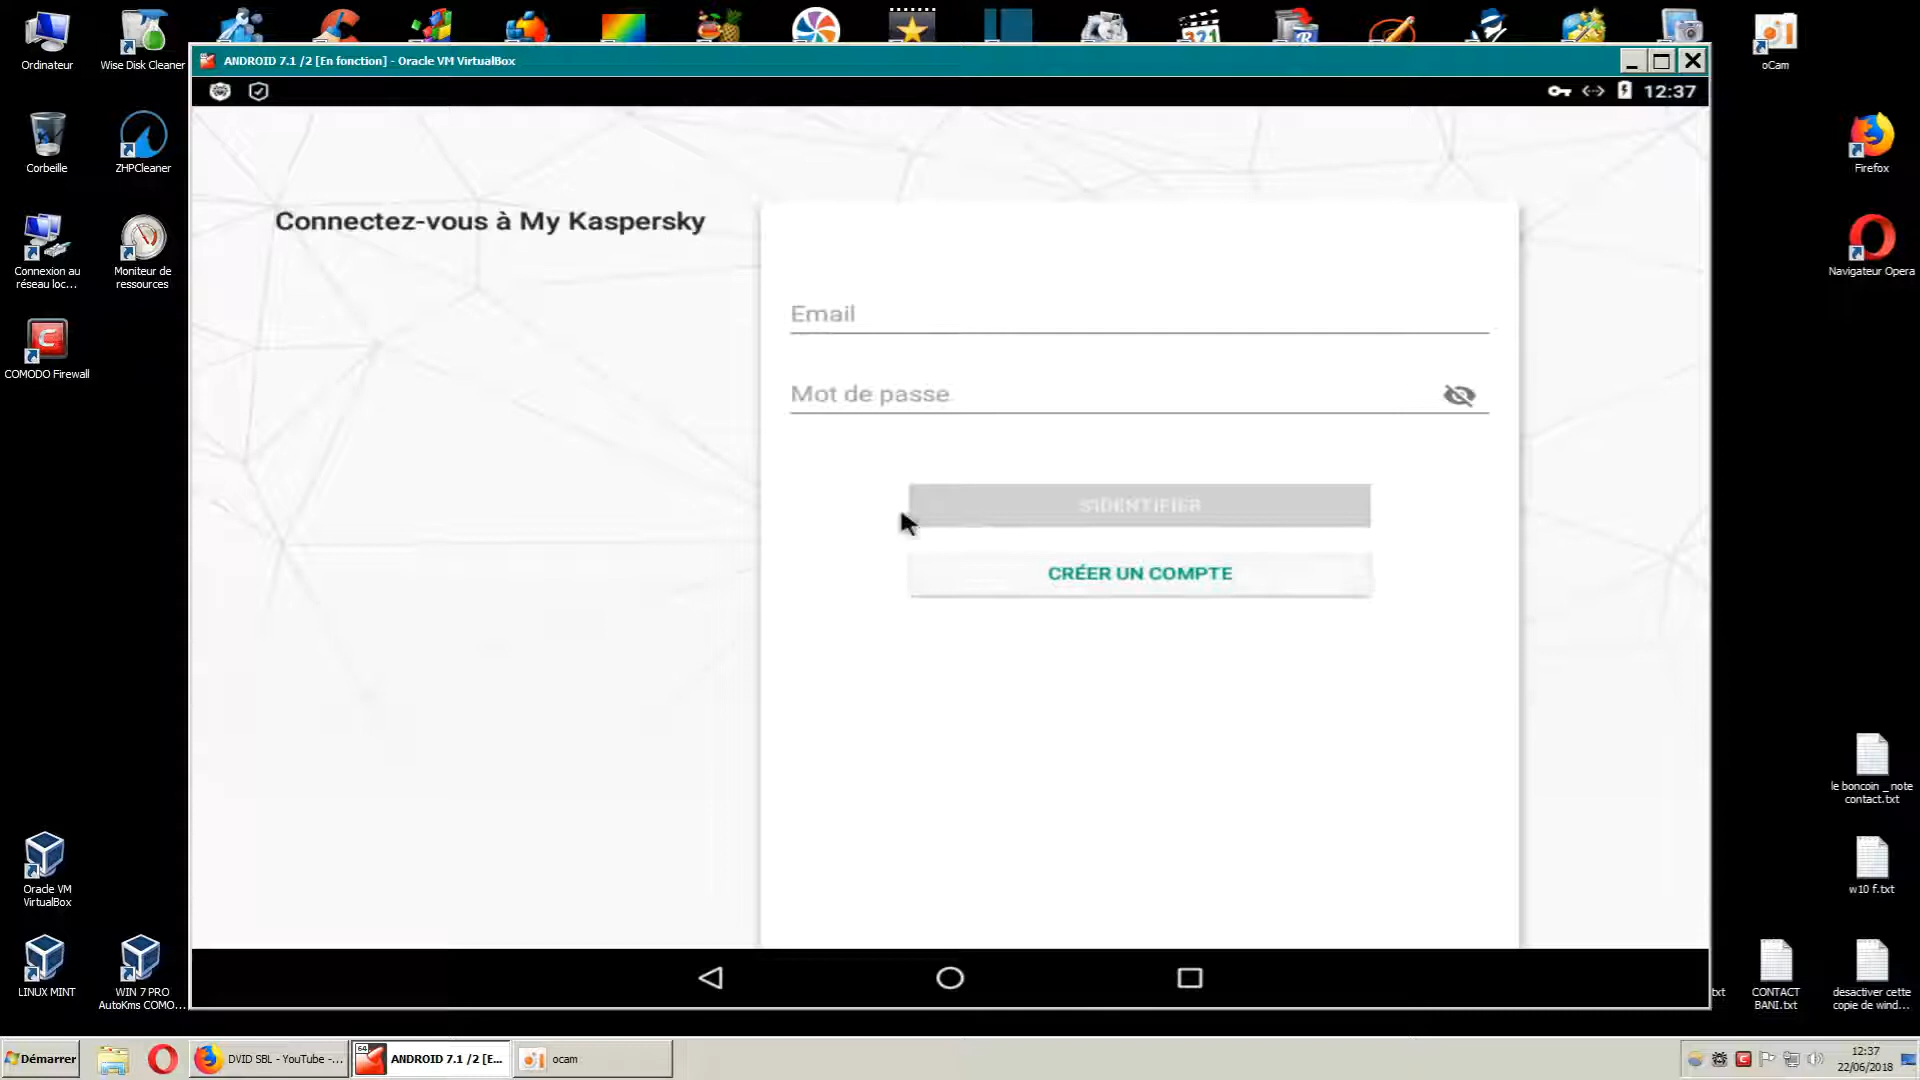 Ordinateur
Wise Disk Cleaner
321
oCam
ANDROID 7.1 /2 [En fonction] - Oracle VM VirtualBox
12:37
Corbeille
ZHPCleaner
Firefox
Connectez-vous à My Kaspersky
Connexion au
réseau loc...
Moniteur de
ressources
Navigateur Opera
Email
COMODO Firewall
Mot de passe
S'IDENTIFIER
CRÉER UN COMPTE
le boncoin _ note
contact.txt
Oracle VM
VirtualBox
w10 f.txt
LINUX MINT
WIN 7 PRO
AutoKms COMO...
txt
CONTACT
BANI.txt
desactiver cette
copie de wind...
Démarrer
DVID SBL - YouTube -...
64
ANDROID 7.1 /2 [E...
ocam
12:37
22/06/2018